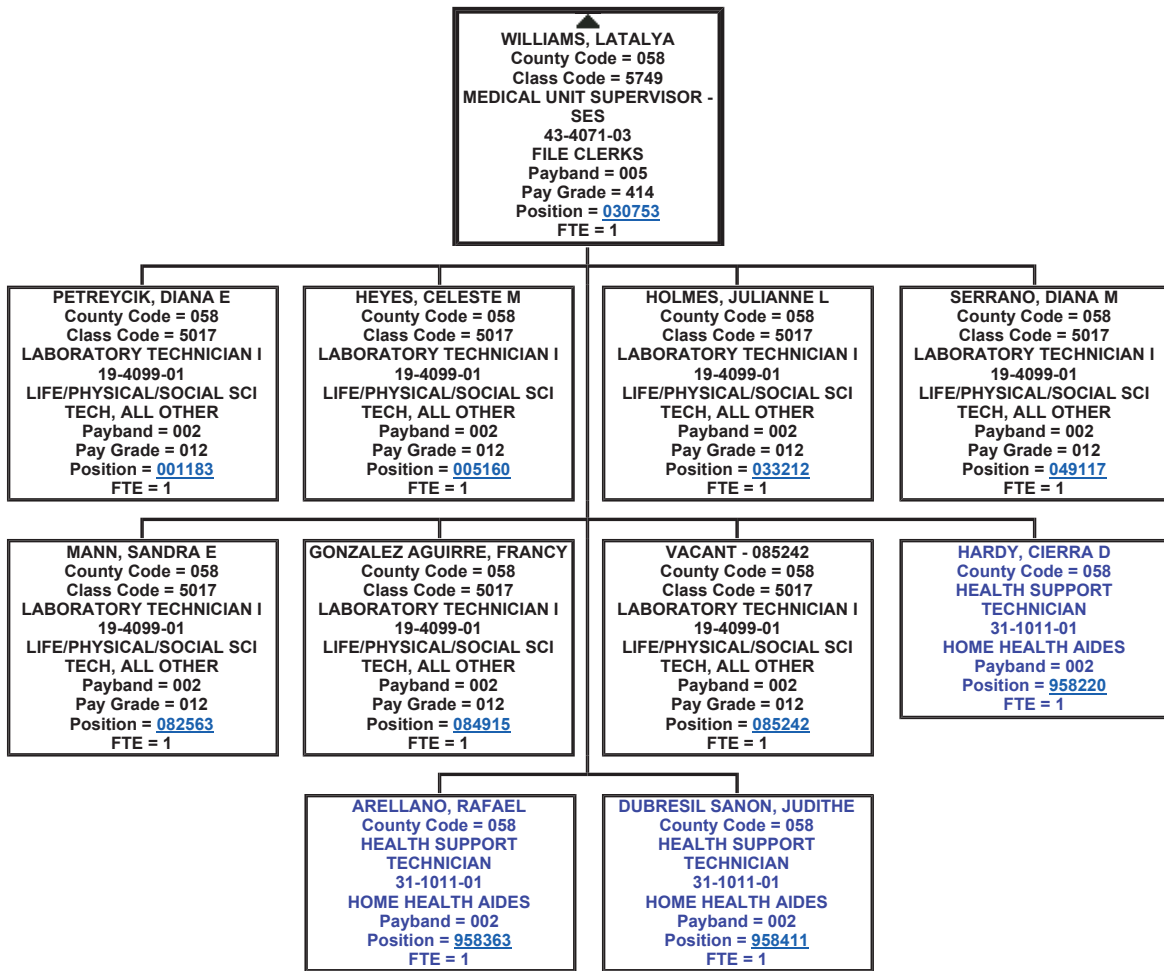 WILLIAMS, LATALYA
County Code = 058
Class Code = 5749
MEDICAL UNIT SUPERVISOR -
SES
43-4071-03
FILE CLERKS
Payband = 005
Pay Grade = 414
Position = 030753
FTE = 1
PETREYCIK, DIANA E
County Code = 058
Class Code = 5017
LABORATORY TECHNICIAN I
19-4099-01
LIFE/PHYSICAL/SOCIAL SCI
TECH, ALL OTHER
Payband = 002
Pay Grade = 012
Position = 001183
FTE = 1
HEYES, CELESTE M
County Code = 058
Class Code = 5017
LABORATORY TECHNICIAN I
19-4099-01
LIFE/PHYSICAL/SOCIAL SCI
TECH, ALL OTHER
Payband = 002
Pay Grade = 012
Position = 005160
FTE = 1
HOLMES, JULIANNE L
County Code = 058
Class Code = 5017
LABORATORY TECHNICIAN I
19-4099-01
LIFE/PHYSICAL/SOCIAL SCI
TECH, ALL OTHER
Payband = 002
Pay Grade = 012
Position = 033212
FTE = 1
SERRANO, DIANA M
County Code = 058
Class Code = 5017
LABORATORY TECHNICIAN I
19-4099-01
LIFE/PHYSICAL/SOCIAL SCI
TECH, ALL OTHER
Payband = 002
Pay Grade = 012
Position = 049117
FTE = 1
MANN, SANDRA E
County Code = 058
Class Code = 5017
LABORATORY TECHNICIAN I
19-4099-01
LIFE/PHYSICAL/SOCIAL SCI
TECH, ALL OTHER
Payband = 002
Pay Grade = 012
Position = 082563
FTE = 1
GONZALEZ AGUIRRE, FRANCY
County Code = 058
Class Code = 5017
LABORATORY TECHNICIAN I
19-4099-01
LIFE/PHYSICAL/SOCIAL SCI
TECH, ALL OTHER
Payband = 002
Pay Grade = 012
Position = 084915
FTE = 1
VACANT - 085242
County Code = 058
Class Code = 5017
LABORATORY TECHNICIAN I
19-4099-01
LIFE/PHYSICAL/SOCIAL SCI
TECH, ALL OTHER
Payband = 002
Pay Grade = 012
Position = 085242
FTE = 1
HARDY, CIERRA D
County Code = 058
HEALTH SUPPORT
TECHNICIAN
31-1011-01
HOME HEALTH AIDES
Payband = 002
Position = 958220
FTE = 1
ARELLANO, RAFAEL
County Code = 058
HEALTH SUPPORT
TECHNICIAN
31-1011-01
HOME HEALTH AIDES
Payband = 002
Position = 958363
FTE = 1
DUBRESIL SANON, JUDITHE
County Code = 058
HEALTH SUPPORT
TECHNICIAN
31-1011-01
HOME HEALTH AIDES
Payband = 002
Position = 958411
FTE = 1